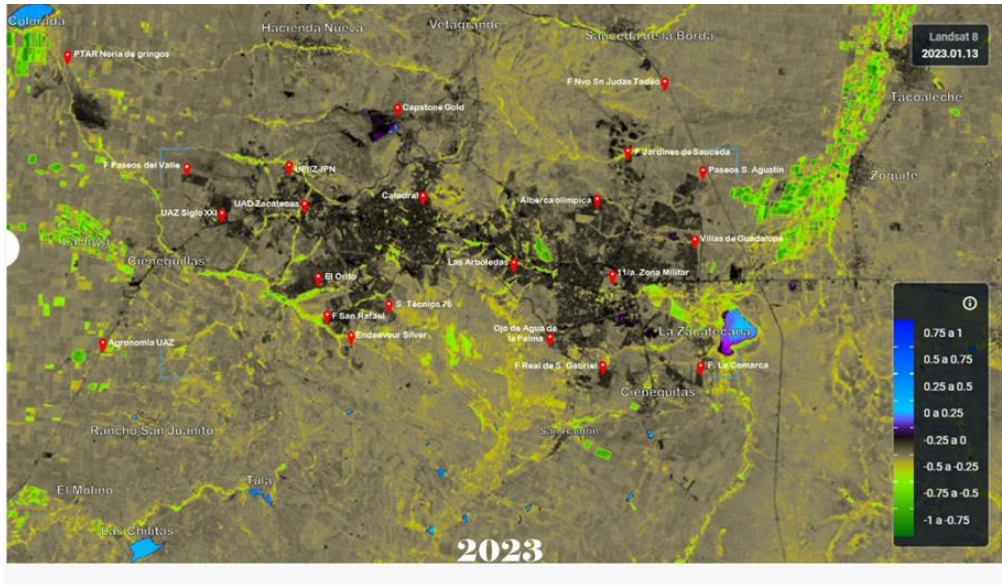 Colorada
Hacienda Nueva
Vetagrande
Sauceda de la Borda
Landsat 8
2023.01.13
PTAR Noria de gringos
F Nvo Sn Judas Tadeo
Tacoaleche
Capstone Gold
F Jardines de Sauceda
F Paseos del Valle
UPIIZ-IPN
Paseos S. Agustin
Zoquite
Catedral
Alberca olimpica
UAD Zacatecas
UAZ Siglo XXI
La Joya
Villas de Guadalupe
Cieneguillas
Las Arboledas
El Orito
11/a. Zona Militar
S. Técnica 76
F San Rafael
Endeavour Silver
Ojo de Agua de
la Palma
La Zacatecana
Agronomía UAZ
F Real de S. Gabriel
F. La Comarca
Cieneguitas
Rancho San Juanito
San Ramón
El Molino
Tula
Las Chilitas
0.75 a 1
0.5 a 0.75
0.25 a 0.5
0 a 0.25
-0.25 a 0
-0.5 a -0.25
-0.75 a -0.5
-1 a -0.75
2023